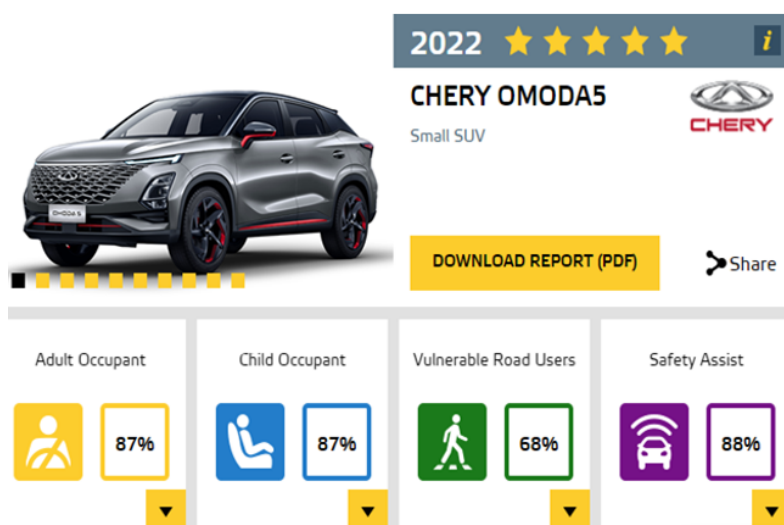 2022
CHERY OMODA5
CHERY
Small SUV
OMODA 5
DOWNLOAD REPORT (PDF)
Share
Adult Occupant
Child Occupant
Vulnerable Road Users
Safety Assist
87%
87%
68%
88%